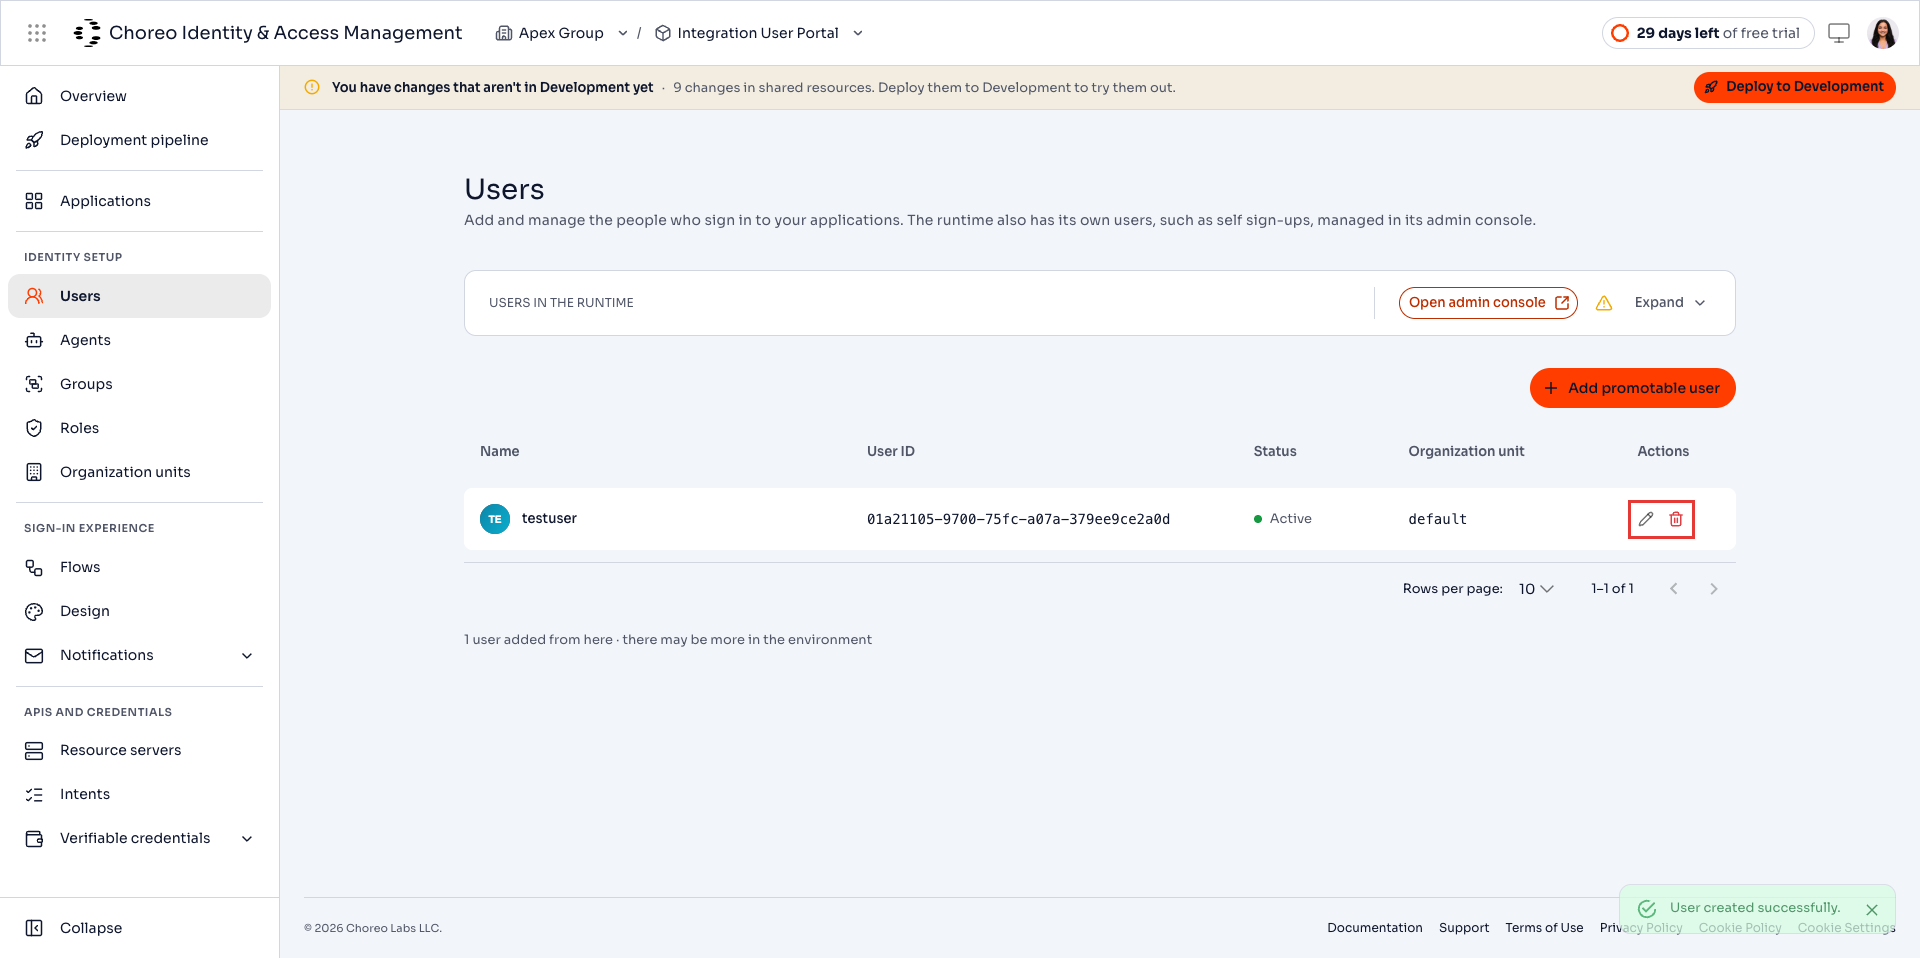 Choreo Identity & Access Management
Apex Group / Integration User Portal
29 days left of free trial
Overview
Deployment pipeline
Applications
IDENTITY SETUP
Users
Agents
Groups
Roles
Organization units
SIGN-IN EXPERIENCE
Flows
Design
Notifications
APIS AND CREDENTIALS
Resource servers
Intents
Verifiable credentials
Collapse
You have changes that aren't in Development yet · 9 changes in shared resources. Deploy them to Development to try them out.
Deploy to Development
Users
Add and manage the people who sign in to your applications. The runtime also has its own users, such as self sign-ups, managed in its admin console.
USERS IN THE RUNTIME
Open admin console
Expand
+ Add promotable user
Name User ID Status Organization unit Actions
TE testuser 01a21105-9700-75fc-a07a-379ee9ce2a0d Active default
Rows per page: 10 1–1 of 1
1 user added from here · there may be more in the environment
User created successfully.
© 2026 Choreo Labs LLC.
Documentation Support Terms of Use Privacy Policy Cookie Policy Cookie Settings